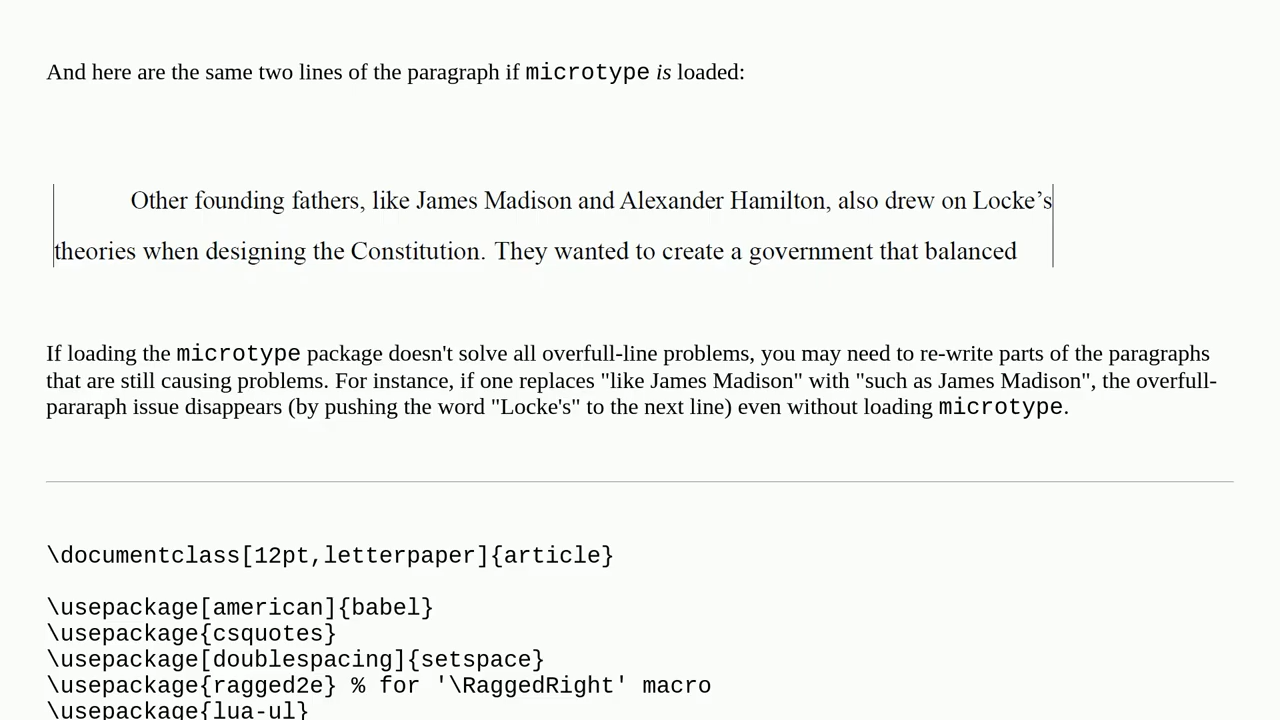 And here are the same two lines of the paragraph if microtype is loaded:
Other founding fathers, like James Madison and Alexander Hamilton, also drew on Locke’s
theories when designing the Constitution. They wanted to create a government that balanced
If loading the microtype package doesn't solve all overfull-line problems, you may need to re-write parts of the paragraphs
that are still causing problems. For instance, if one replaces "like James Madison" with "such as James Madison", the overfull-
pararaph issue disappears (by pushing the word "Locke's" to the next line) even without loading microtype.
\documentclass[12pt,letterpaper]{article}
\usepackage[american]{babel}
\usepackage{csquotes}
\usepackage[doublespacing]{setspace}
\usepackage{ragged2e} % for '\RaggedRight' macro
\usepackage{lua-ul}